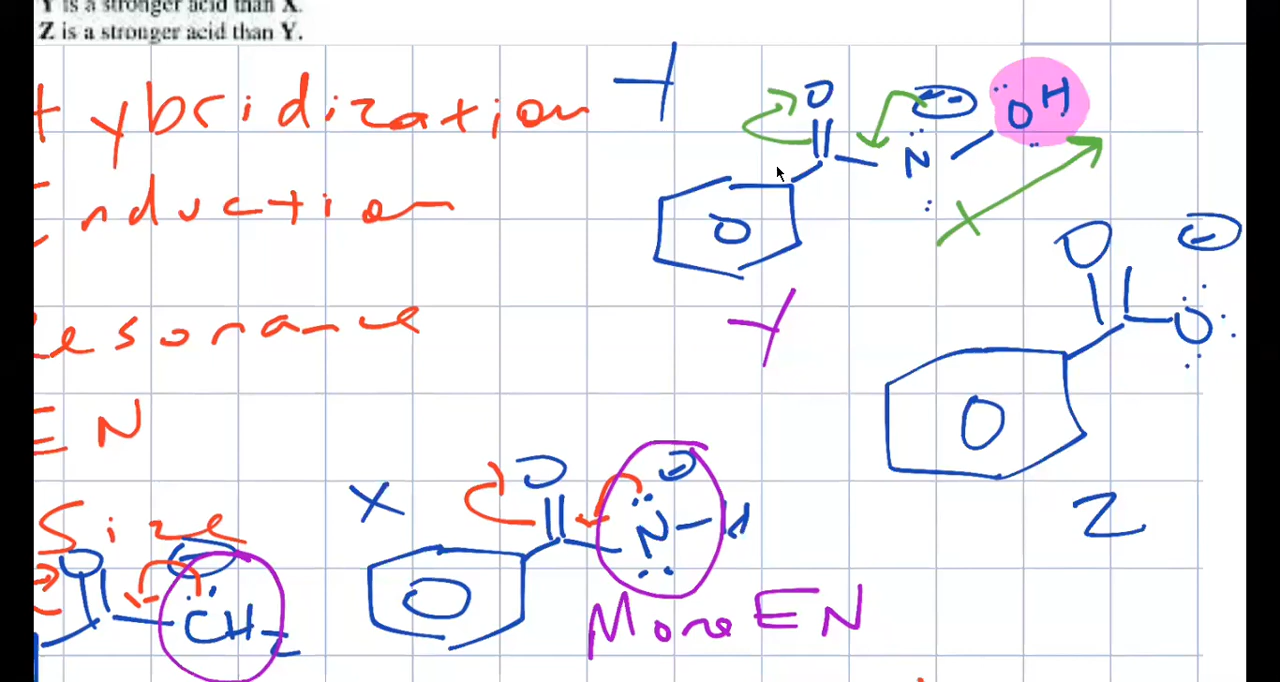 Y is a stronger acid than X.
Z is a stronger acid than Y.
Hybridization
Induction
Resonance
EN
Size
Y
O
N
OH
Y
O
O
Z
X
O
N-H
More EN
O
CH2